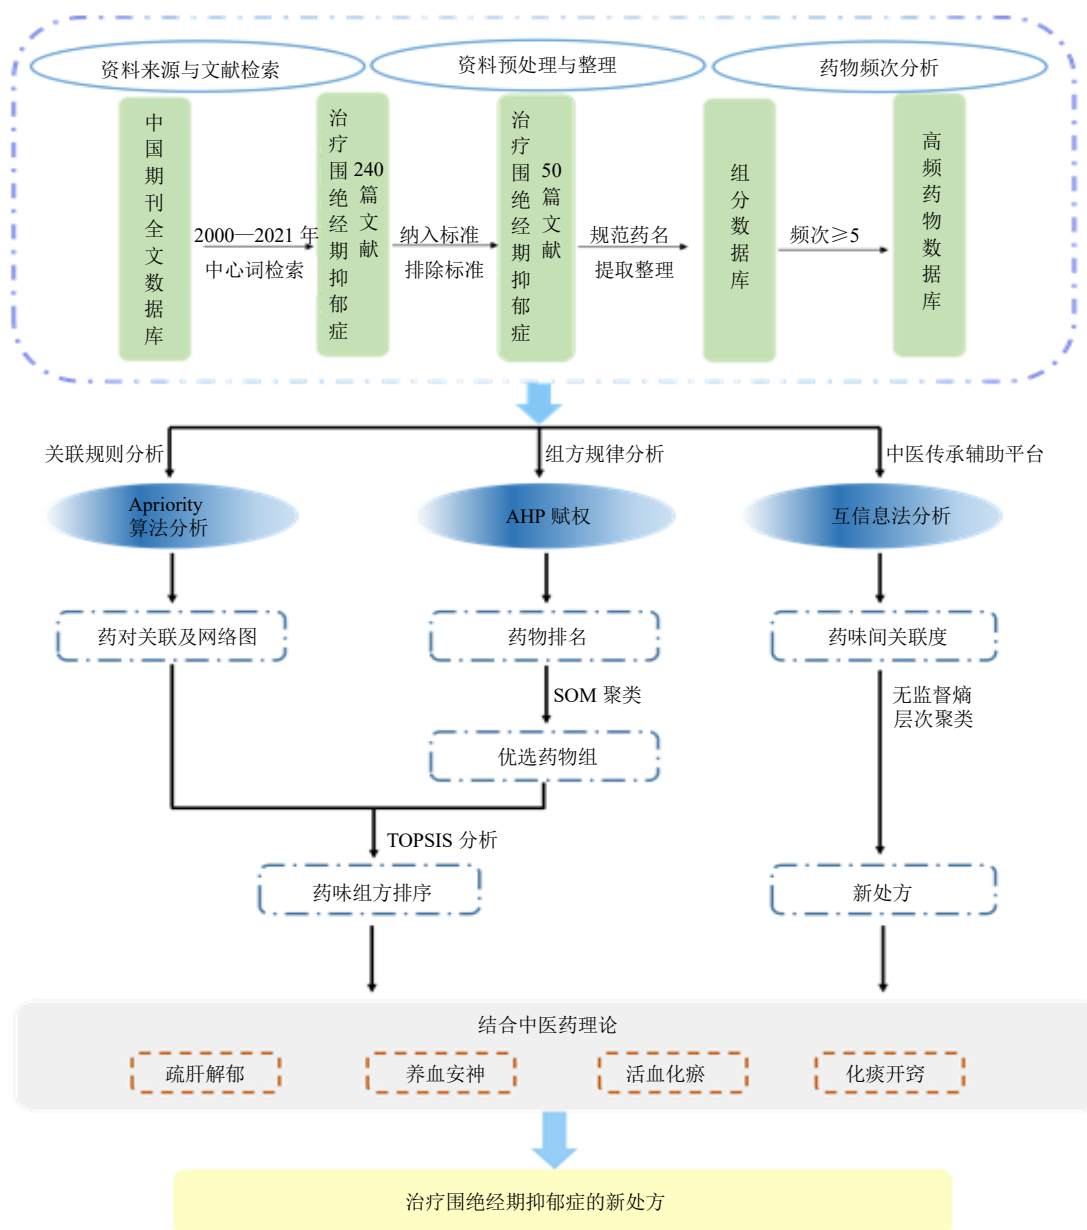 资料来源与文献检索
资料预处理与整理
药物频次分析
中国期刊全文数据库
2000—2021 年
中心词检索
治疗围绝经期抑郁症
240篇文献
纳入标准
排除标准
治疗围绝经期抑郁症
50篇文献
规范药名
提取整理
组分数据库
频次≥5
高频药物数据库
关联规则分析
组方规律分析
中医传承辅助平台
Apriority
算法分析
AHP 赋权
互信息法分析
药对关联及网络图
药物排名
药味间关联度
SOM 聚类
无监督熵
层次聚类
优选药物组
TOPSIS 分析
药味组方排序
新处方
结合中医药理论
疏肝解郁
养血安神
活血化瘀
化痰开窍
治疗围绝经期抑郁症的新处方